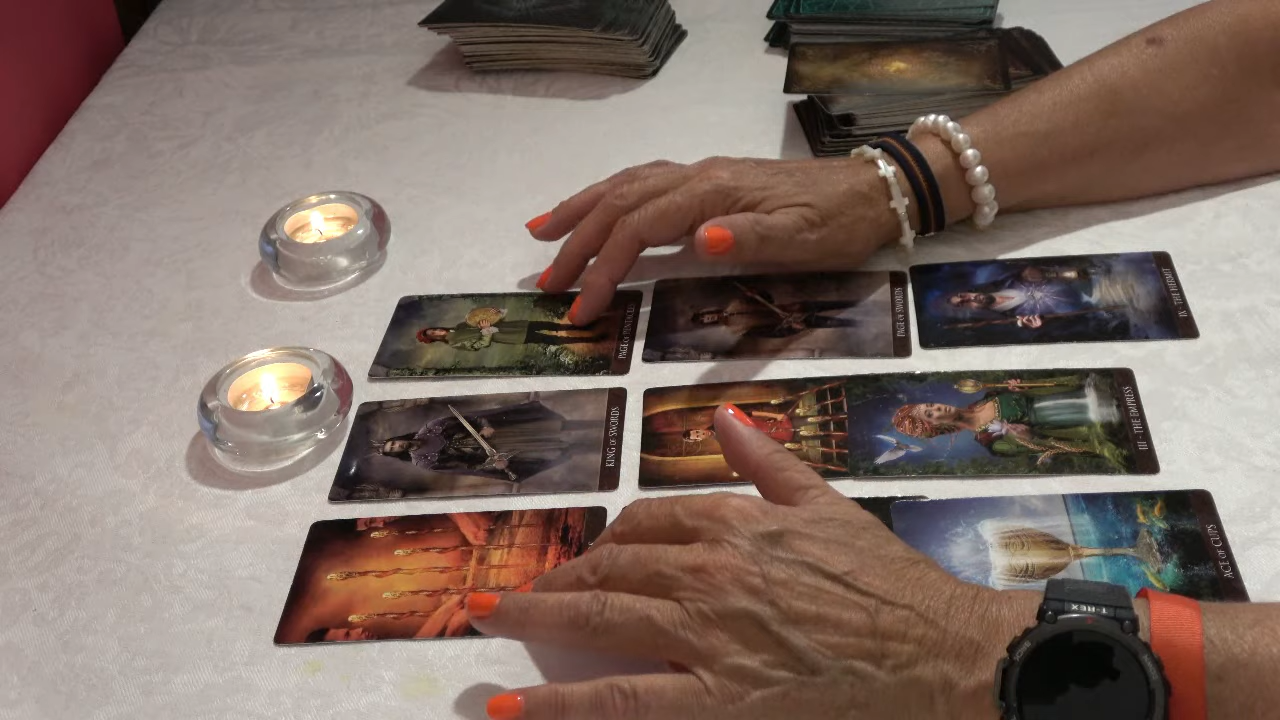 PAGE OF PENTACLES
PAGE OF SWORDS
IX - THE HERMIT
KING OF SWORDS
III - THE EMPRESS
ACE OF CUPS
T-REX